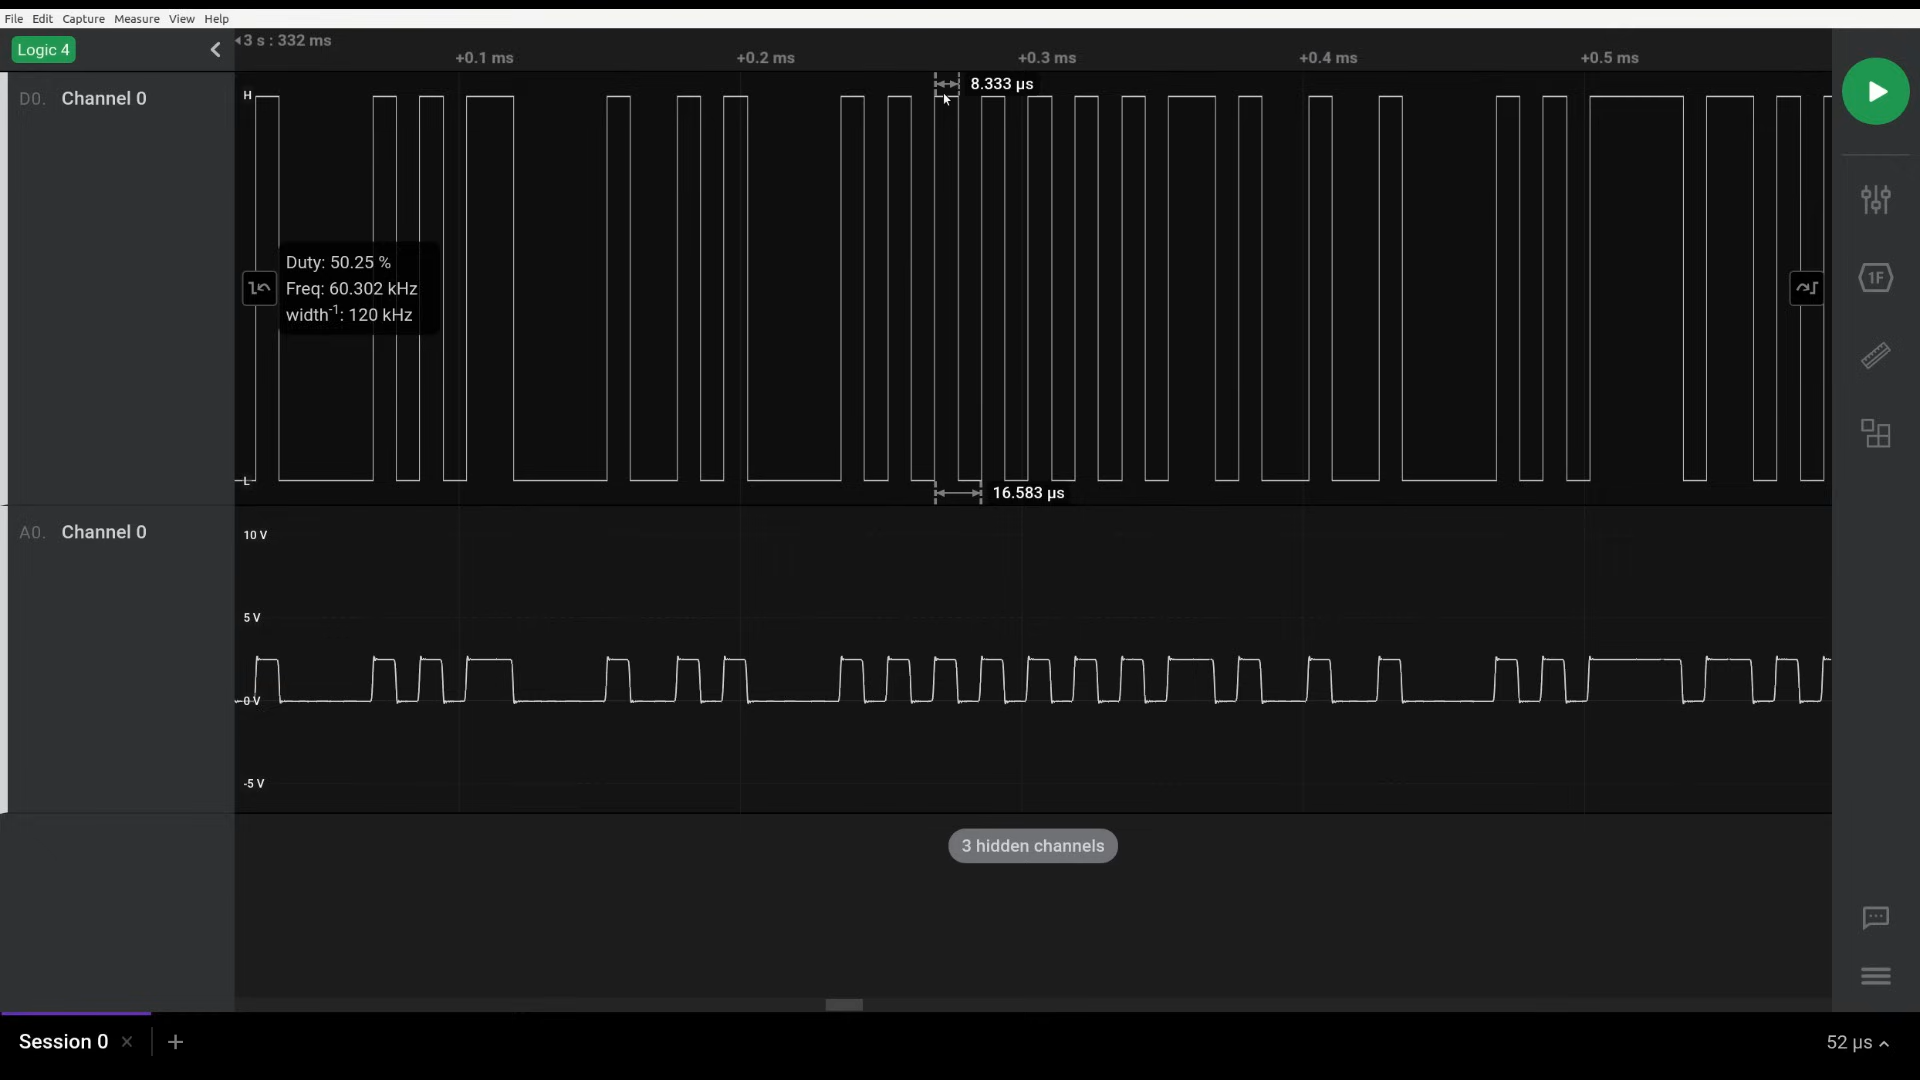 File Edit Capture Measure View Help
Logic 4
3 s : 332 ms
+0.1 ms +0.2 ms +0.3 ms +0.4 ms +0.5 ms
D0. Channel 0
H
8.333 µs
Duty: 50.25 %
Freq: 60.302 kHz
width⁻¹: 120 kHz
1F
L
16.583 µs
A0. Channel 0
10 V
5 V
0 V
-5 V
3 hidden channels
Session 0
52 µs